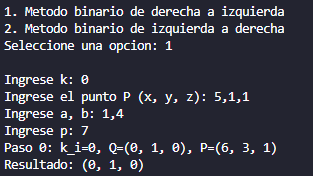 1. Metodo binario de derecha a izquierda
2. Metodo binario de izquierda a derecha
Seleccione una opcion: 1
Ingrese k: 0
Ingrese el punto P (x, y, z): 5,1,1
Ingrese a, b: 1,4
Ingrese p: 7
Paso 0: k_i=0, Q=(0, 1, 0), P=(6, 3, 1)
Resultado: (0, 1, 0)